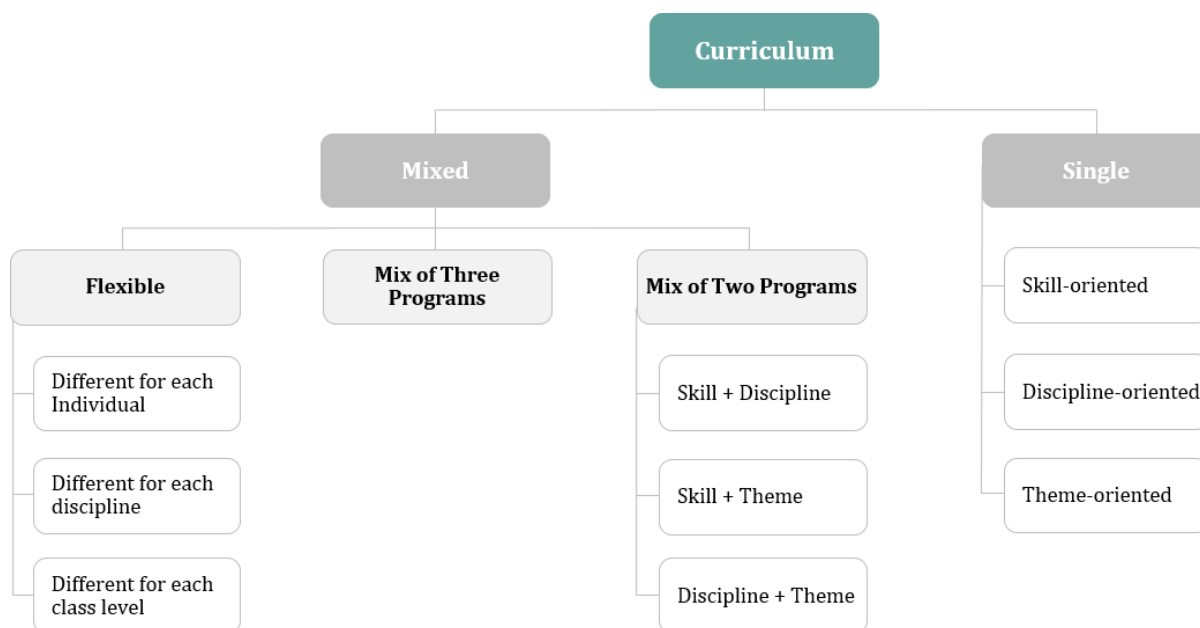 Curriculum
Mixed
Single
Flexible
Mix of Three
Programs
Mix of Two Programs
Different for each
Individual
Different for each
discipline
Different for each
class level
Skill + Discipline
Skill + Theme
Discipline + Theme
Skill-oriented
Discipline-oriented
Theme-oriented